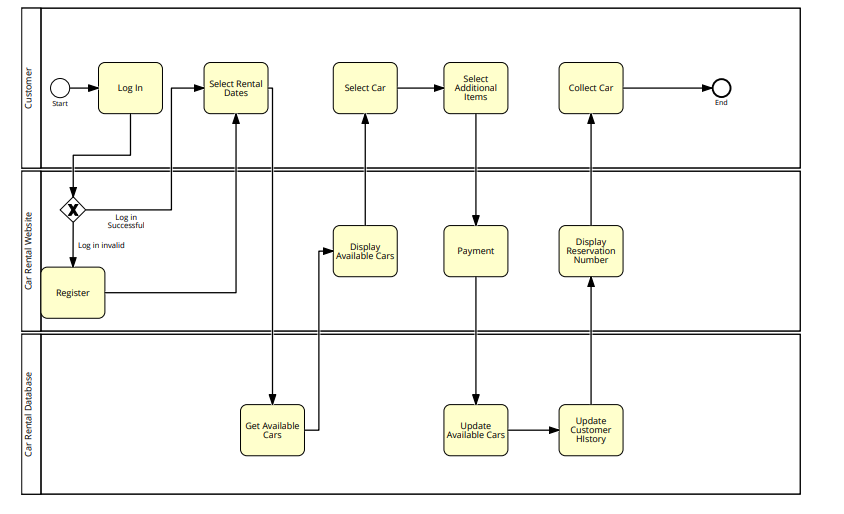 Customer
Start
Log In
Select Rental
Dates
Select Car
Select
Additional
Items
Collect Car
End
Car Rental Website
Log in
Successful
Log in invalid
Register
Display
Available Cars
Payment
Display
Reservation
Number
Car Rental Database
Get Available
Cars
Update
Available Cars
Update
Customer
HIstory